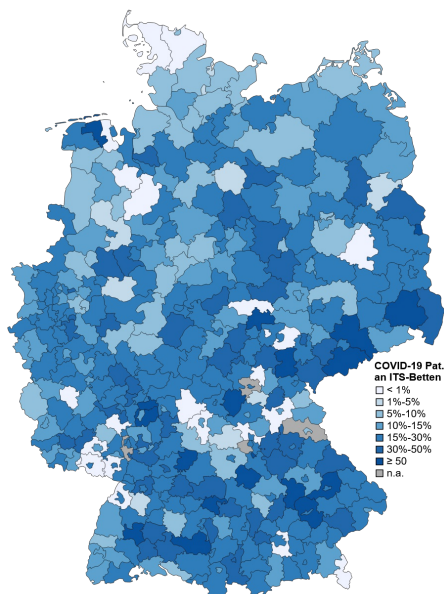 COVID-19 Pat.
an ITS-Betten
< 1%
1%-5%
5%-10%
10%-15%
15%-30%
30%-50%
≥ 50
n.a.